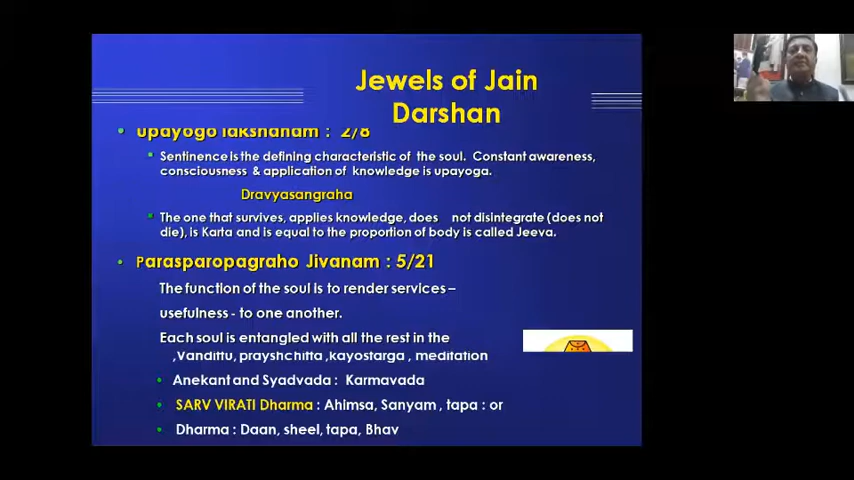 Jewels of Jain
Darshan
• upayogo lakshanam : 2/8
Sentinence is the defining characteristic of the soul. Constant awareness,
consciousness & application of knowledge is upayoga.
Dravyasangraha
The one that survives, applies knowledge, does not disintegrate (does not
die), is Karta and is equal to the proportion of body is called Jeeva.
• Parasparopagraho Jivanam : 5/21
The function of the soul is to render services –
usefulness - to one another.
Each soul is entangled with all the rest in the
,Vandittu, prayshchitta ,kayostarga , meditation
• Anekant and Syadvada : Karmavada
• SARV VIRATI Dharma : Ahimsa, Sanyam , tapa : or
• Dharma : Daan, sheel, tapa, Bhav